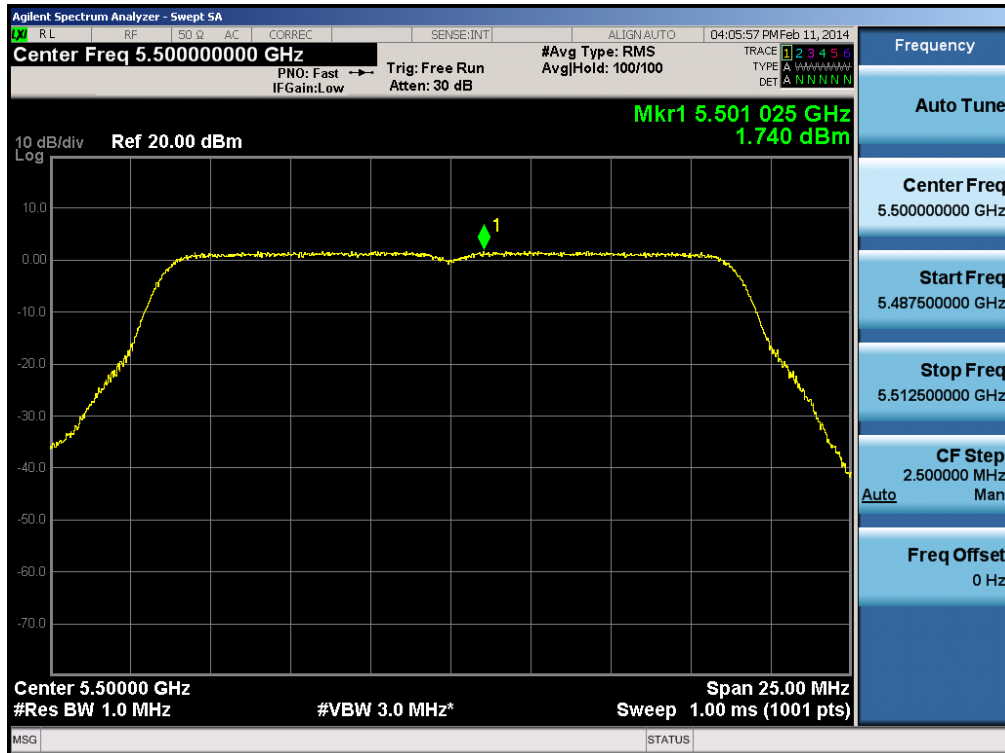 Agilent Spectrum Analyzer - Swept SA
LXI RL RF 50 Ω AC CORREC SENSE:INT ALIGN AUTO 04:05:57 PM Feb 11, 2014
Center Freq 5.500000000 GHz
PNO: Fast
IFGain:Low
Trig: Free Run
Atten: 30 dB
#Avg Type: RMS
Avg|Hold: 100/100
TRACE 1 2 3 4 5 6
TYPE A WWWWW
DET A N N N N N
Mkr1 5.501 025 GHz
1.740 dBm
10 dB/div Ref 20.00 dBm
Log
10.0
0.00
-10.0
-20.0
-30.0
-40.0
-50.0
-60.0
-70.0
1
Center 5.50000 GHz Span 25.00 MHz
#Res BW 1.0 MHz #VBW 3.0 MHz* Sweep 1.00 ms (1001 pts)
MSG STATUS
Frequency
Auto Tune
Center Freq
5.500000000 GHz
Start Freq
5.487500000 GHz
Stop Freq
5.512500000 GHz
CF Step
2.500000 MHz
Auto Man
Freq Offset
0 Hz